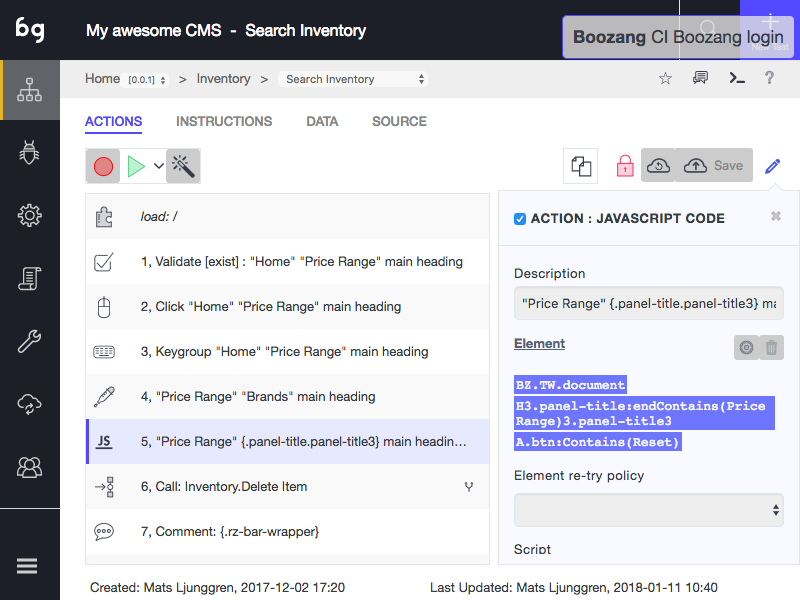 bg
My awesome CMS - Search Inventory
Boozang CI Boozang login
Home [0.0.1] > Inventory > Search Inventory
?
ACTIONS INSTRUCTIONS DATA SOURCE
Save
load: /
1, Validate [exist] : "Home" "Price Range" main heading
2, Click "Home" "Price Range" main heading
3, Keygroup "Home" "Price Range" main heading
4, "Price Range" "Brands" main heading
JS 5, "Price Range" {.panel-title.panel-title3} main headin...
6, Call: Inventory.Delete Item
7, Comment: {.rz-bar-wrapper}
ACTION : JAVASCRIPT CODE
Description
"Price Range" {.panel-title.panel-title3} ma
Element
BZ.TW.document
H3.panel-title:endContains(Price
Range)3.panel-title3
A.btn:Contains(Reset)
Element re-try policy
Script
Created: Mats Ljunggren, 2017-12-02 17:20
Last Updated: Mats Ljunggren, 2018-01-11 10:40